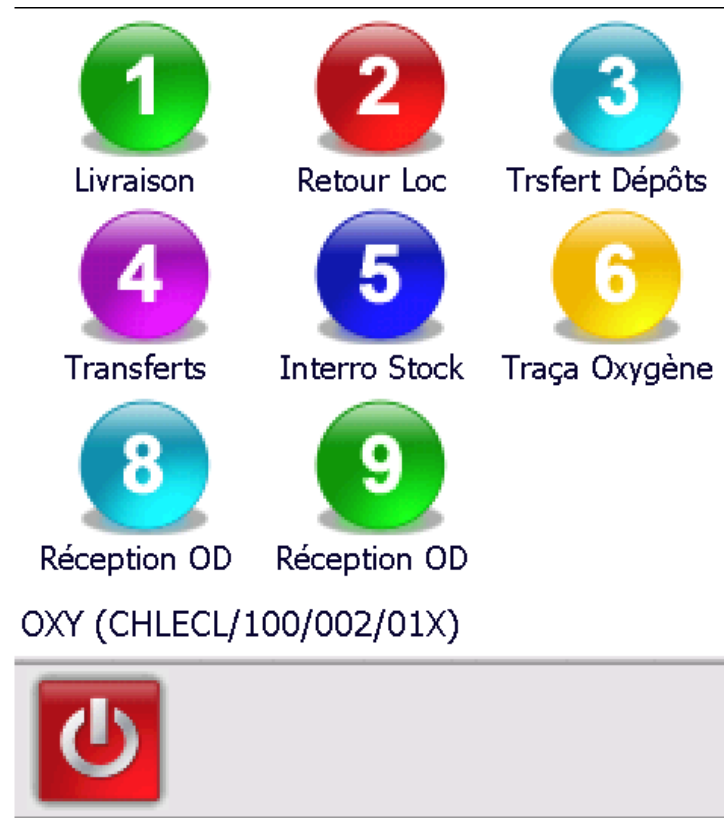 1 2 3
Livraison Retour Loc Trsfert Dépôts
4 5 6
Transferts Interro Stock Traça Oxygène
8 9
Réception OD Réception OD
OXY (CHLECL/100/002/01X)